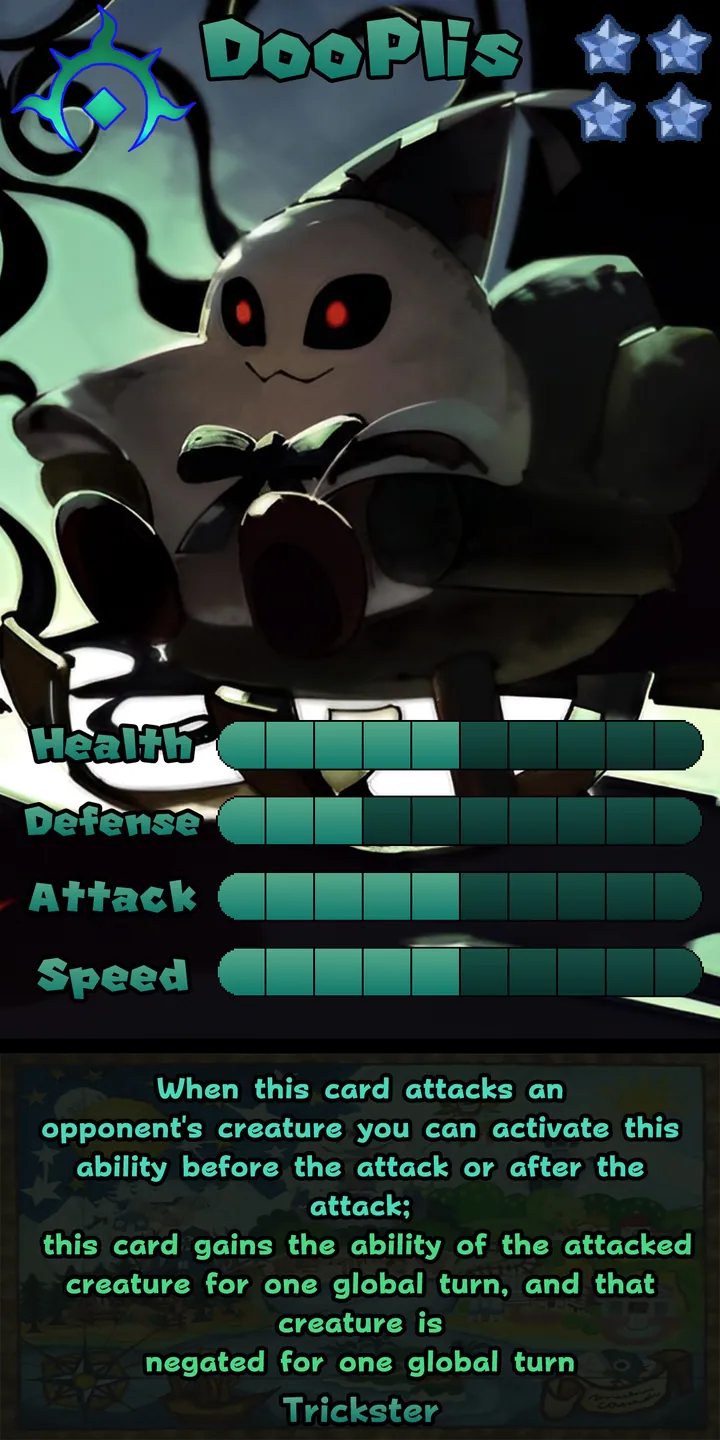 DooPlis
Health
Defense
Attack
Speed
When this card attacks an
opponent's creature you can activate this
ability before the attack or after the
attack;
this card gains the ability of the attacked
creature for one global turn, and that
creature is
negated for one global turn
Trickster